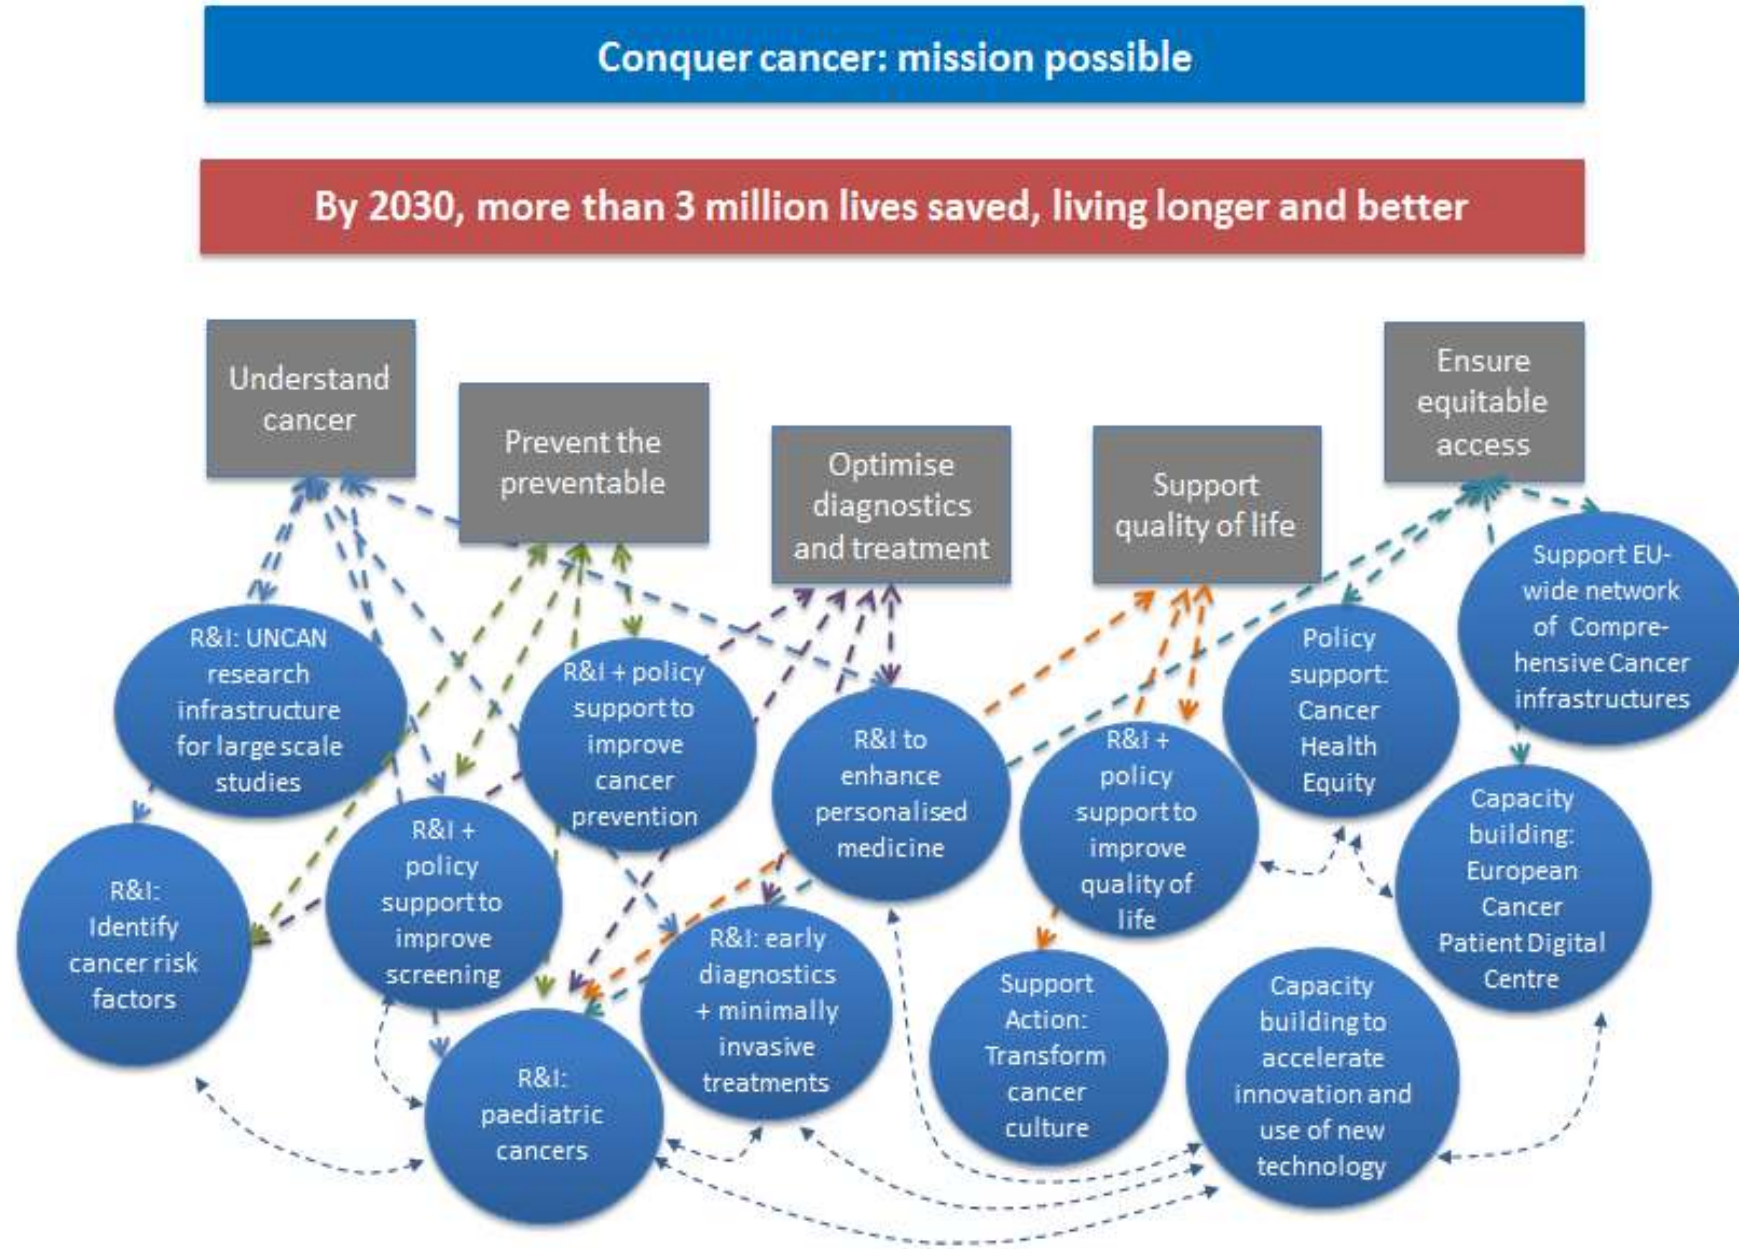 Conquer cancer: mission possible
By 2030, more than 3 million lives saved, living longer and better
Understand
cancer
Prevent the
preventable
Optimise
diagnostics
and treatment
Support
quality of life
Ensure
equitable
access
R&I: UNCAN
research
infrastructure
for large scale
studies
R&I + policy
support to
improve
cancer
prevention
R&I to
enhance
personalised
medicine
R&I +
policy
support to
improve
quality of
life
Policy
support:
Cancer
Health
Equity
Support EU-
wide network
of Compre-
hensive Cancer
infrastructures
R&I:
Identify
cancer risk
factors
R&I +
policy
support to
improve
screening
R&I: early
diagnostics
+ minimally
invasive
treatments
Capacity
building:
European
Cancer
Patient Digital
Centre
R&I:
paediatric
cancers
Support
Action:
Transform
cancer
culture
Capacity
building to
accelerate
innovation and
use of new
technology